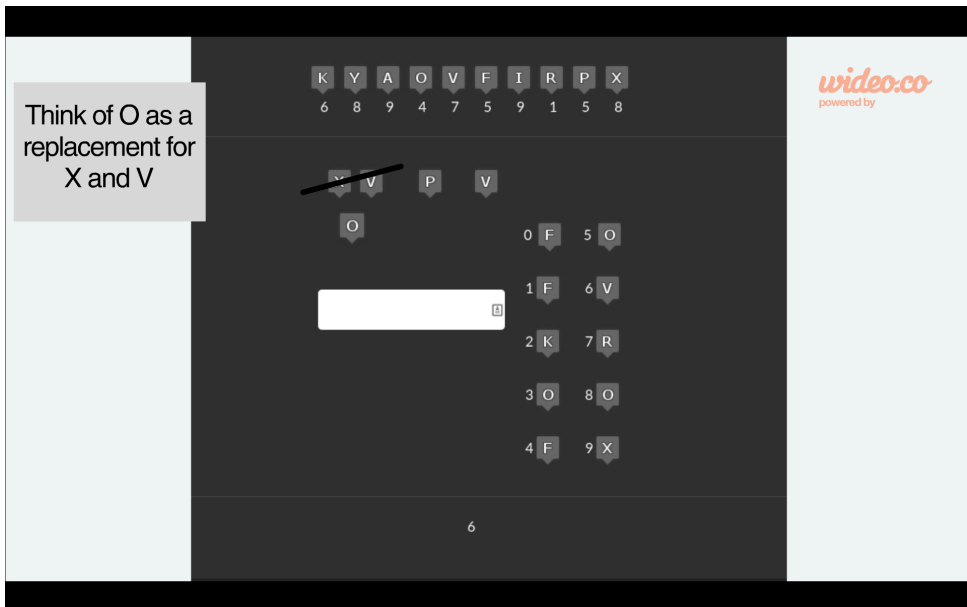 K Y A O V F I R P X
6 8 9 4 7 5 9 1 5 8
wideo.co
powered by
Think of O as a
replacement for
X and V
X V P V
O
0 F 5 O
1 F 6 V
2 K 7 R
3 O 8 O
4 F 9 X
6